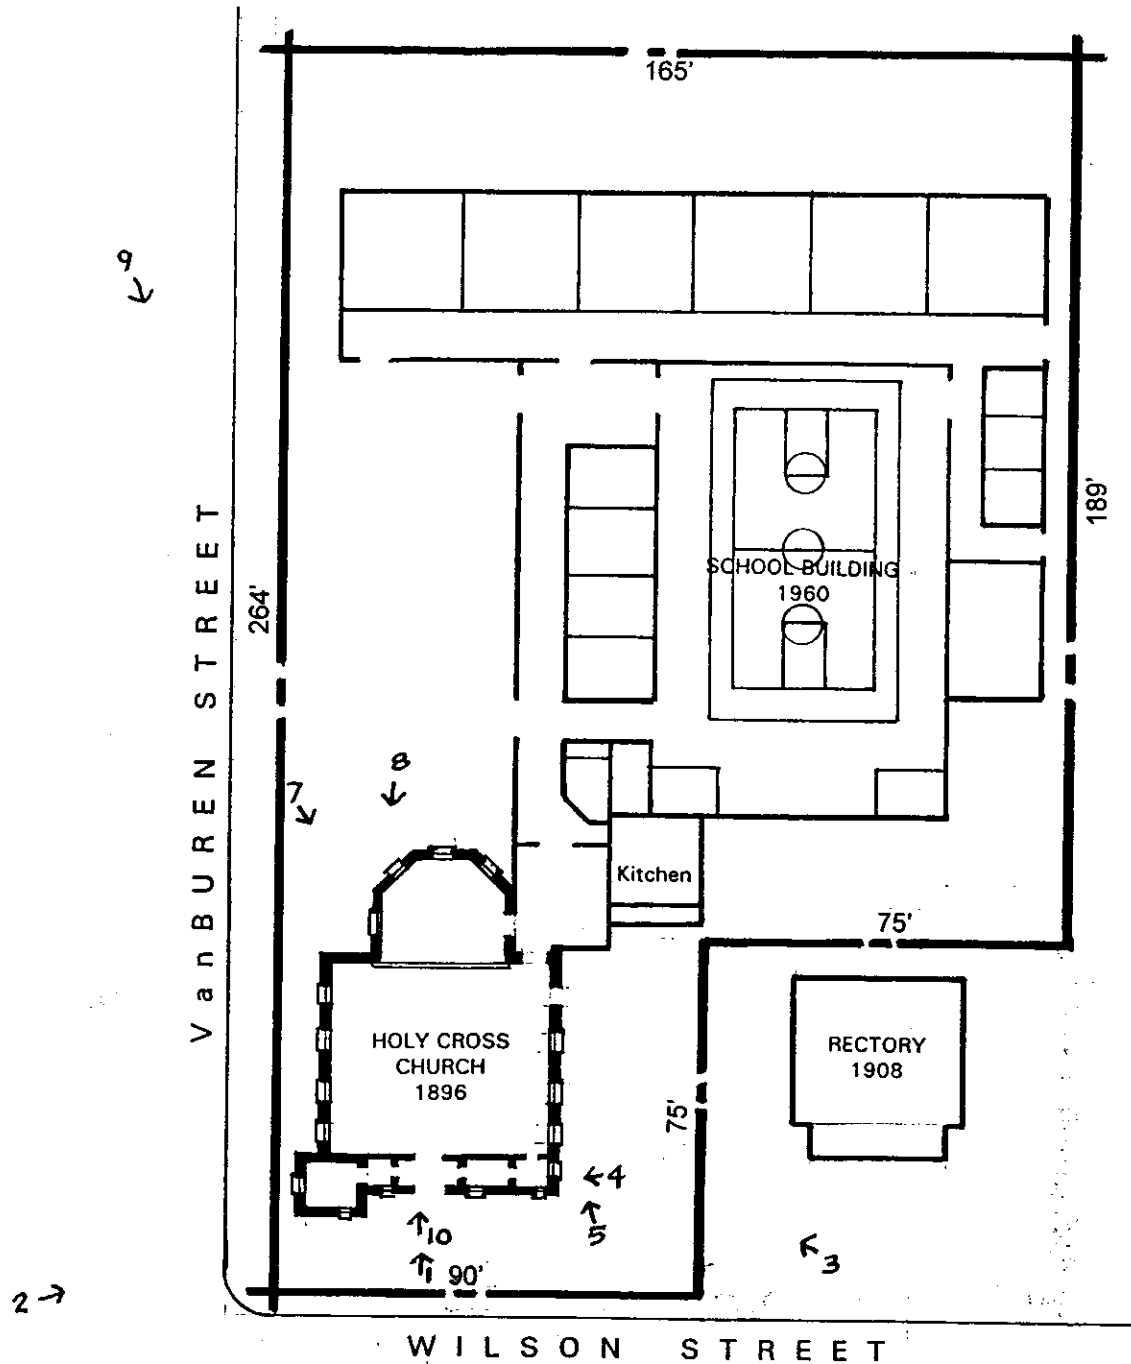 165'
9
189'
SCHOOL BUILDING
1960
264'
VanBUREN STREET
8
7
Kitchen
75'
HOLY CROSS
CHURCH
1896
RECTORY
1908
75'
4
5
10
3
1
90'
2
WILSON STREET